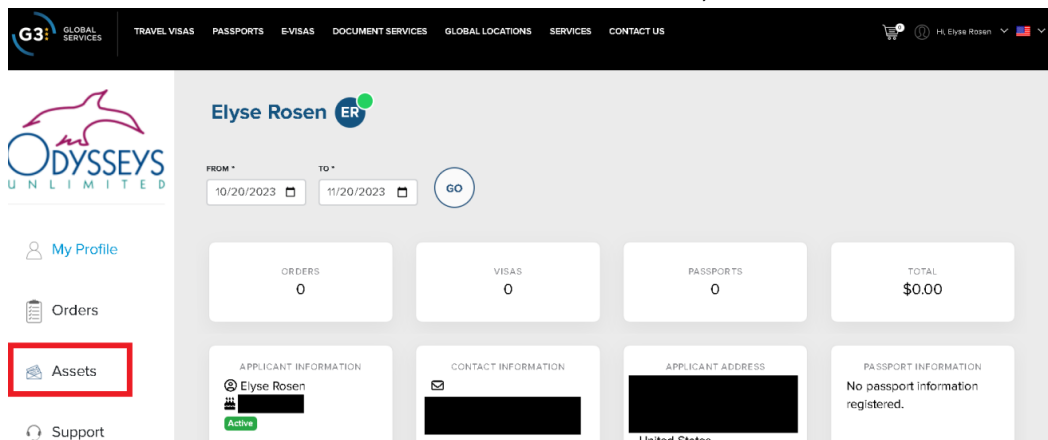 G3: GLOBAL SERVICES
TRAVEL VISAS PASSPORTS E-VISAS DOCUMENT SERVICES GLOBAL LOCATIONS SERVICES CONTACT US
0
Hi, Elyse Rosen
ODYSSEYS
UNLIMITED
My Profile
Orders
Assets
Support
Elyse Rosen ER
FROM * TO *
10/20/2023 11/20/2023 GO
ORDERS
0
VISAS
0
PASSPORTS
0
TOTAL
$0.00
APPLICANT INFORMATION
Elyse Rosen
Active
CONTACT INFORMATION
APPLICANT ADDRESS
United States
PASSPORT INFORMATION
No passport information
registered.